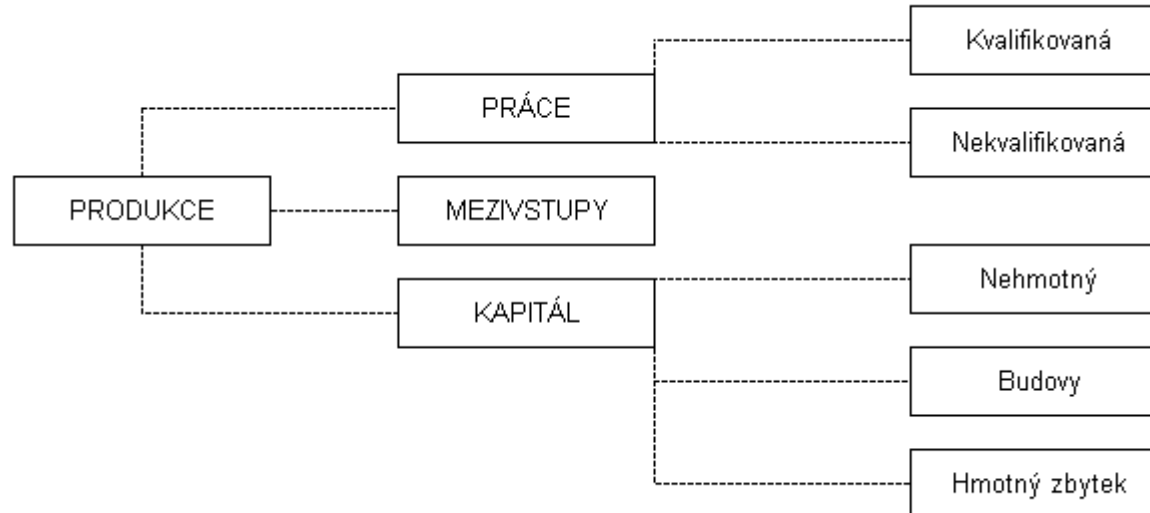 PRODUKCE
PRÁCE
MEZIVSTUPY
KAPITÁL
Kvalifikovaná
Nekvalifikovaná
Nehmotný
Budovy
Hmotný zbytek